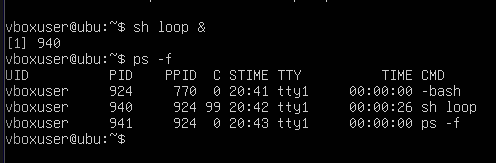 vboxuser@ubu:~$ sh loop &
[1] 940
vboxuser@ubu:~$ ps -f
UID          PID    PPID  C STIME TTY          TIME CMD
vboxuser     924     770  0 20:41 tty1     00:00:00 -bash
vboxuser     940     924 99 20:42 tty1     00:00:26 sh loop
vboxuser     941     924  0 20:43 tty1     00:00:00 ps -f
vboxuser@ubu:~$